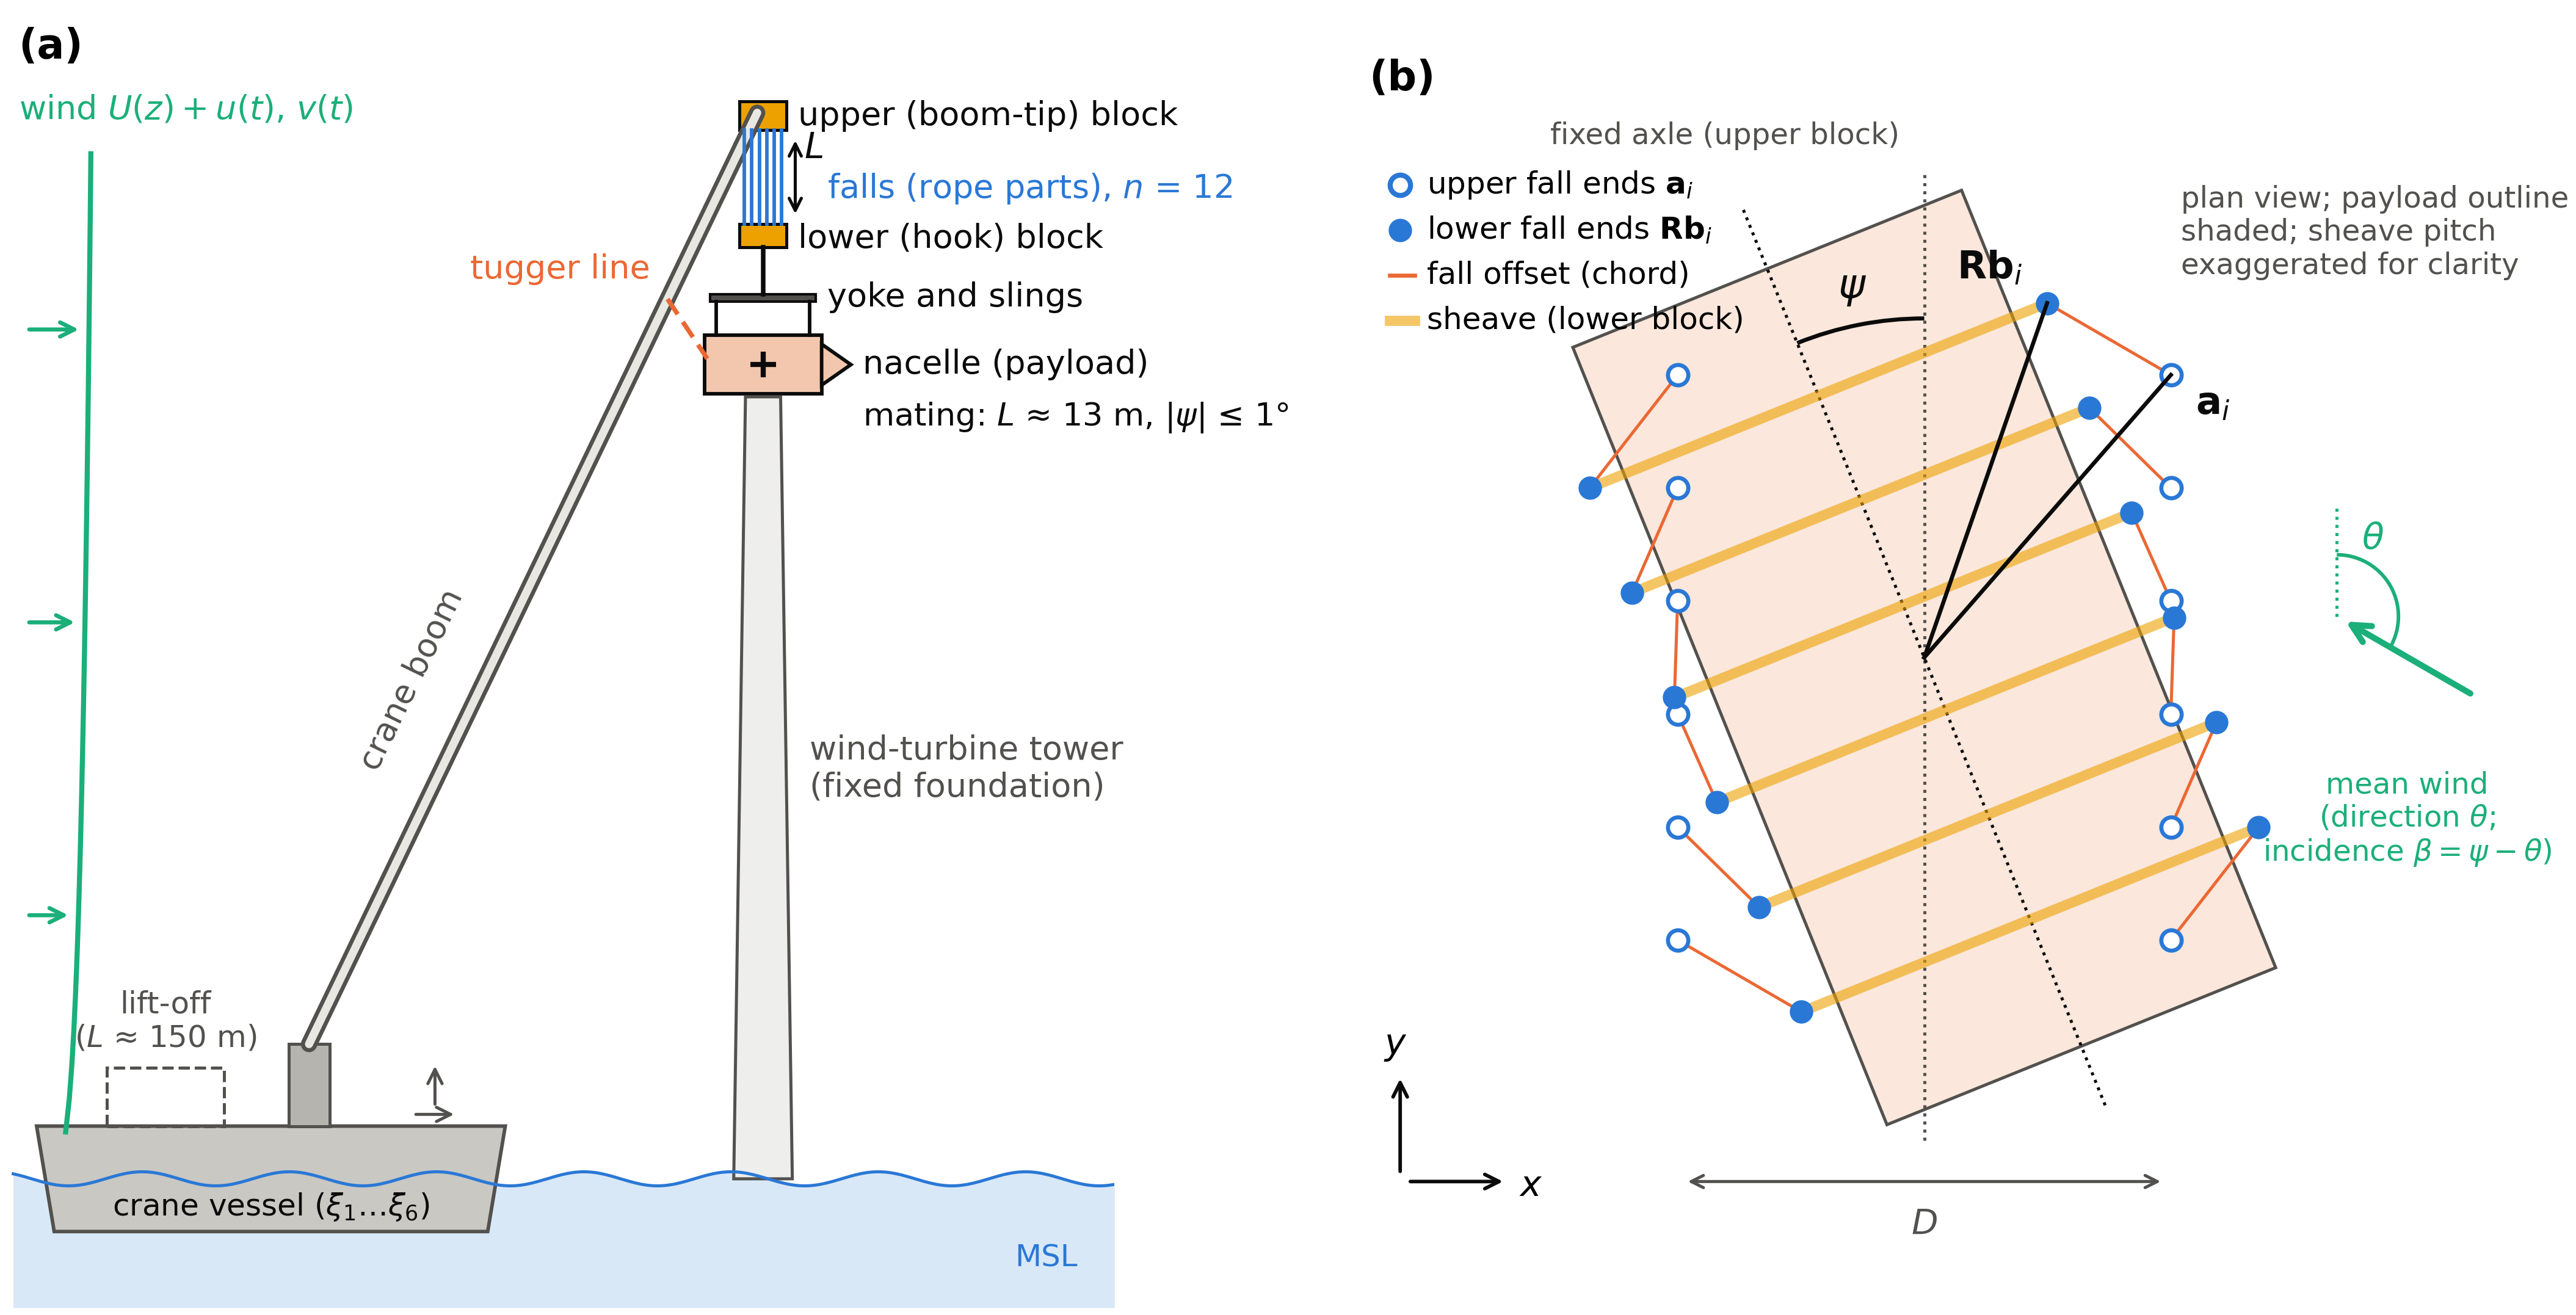 (a)
wind U(z) + u(t), v(t)
upper (boom-tip) block
L
falls (rope parts), n = 12
lower (hook) block
tugger line
yoke and slings
nacelle (payload)
mating: L ≈ 13 m, |ψ| ≤ 1°
crane boom
wind-turbine tower
(fixed foundation)
lift-off
(L ≈ 150 m)
crane vessel (ξ₁…ξ₆)
MSL
(b)
fixed axle (upper block)
upper fall ends aᵢ
lower fall ends Rbᵢ
fall offset (chord)
sheave (lower block)
plan view; payload outline
shaded; sheave pitch
exaggerated for clarity
ψ
Rbᵢ
aᵢ
θ
mean wind
(direction θ;
incidence β = ψ − θ)
y
x
D